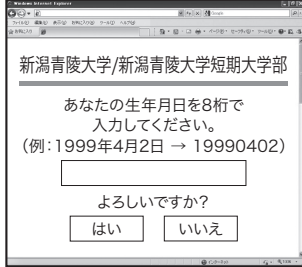 Windows Internet Explorer
新潟青陵大学/新潟青陵大学短期大学部
あなたの生年月日を8桁で
入力してください。
（例：1999年4月2日 → 19990402）
よろしいですか？
はい
いいえ